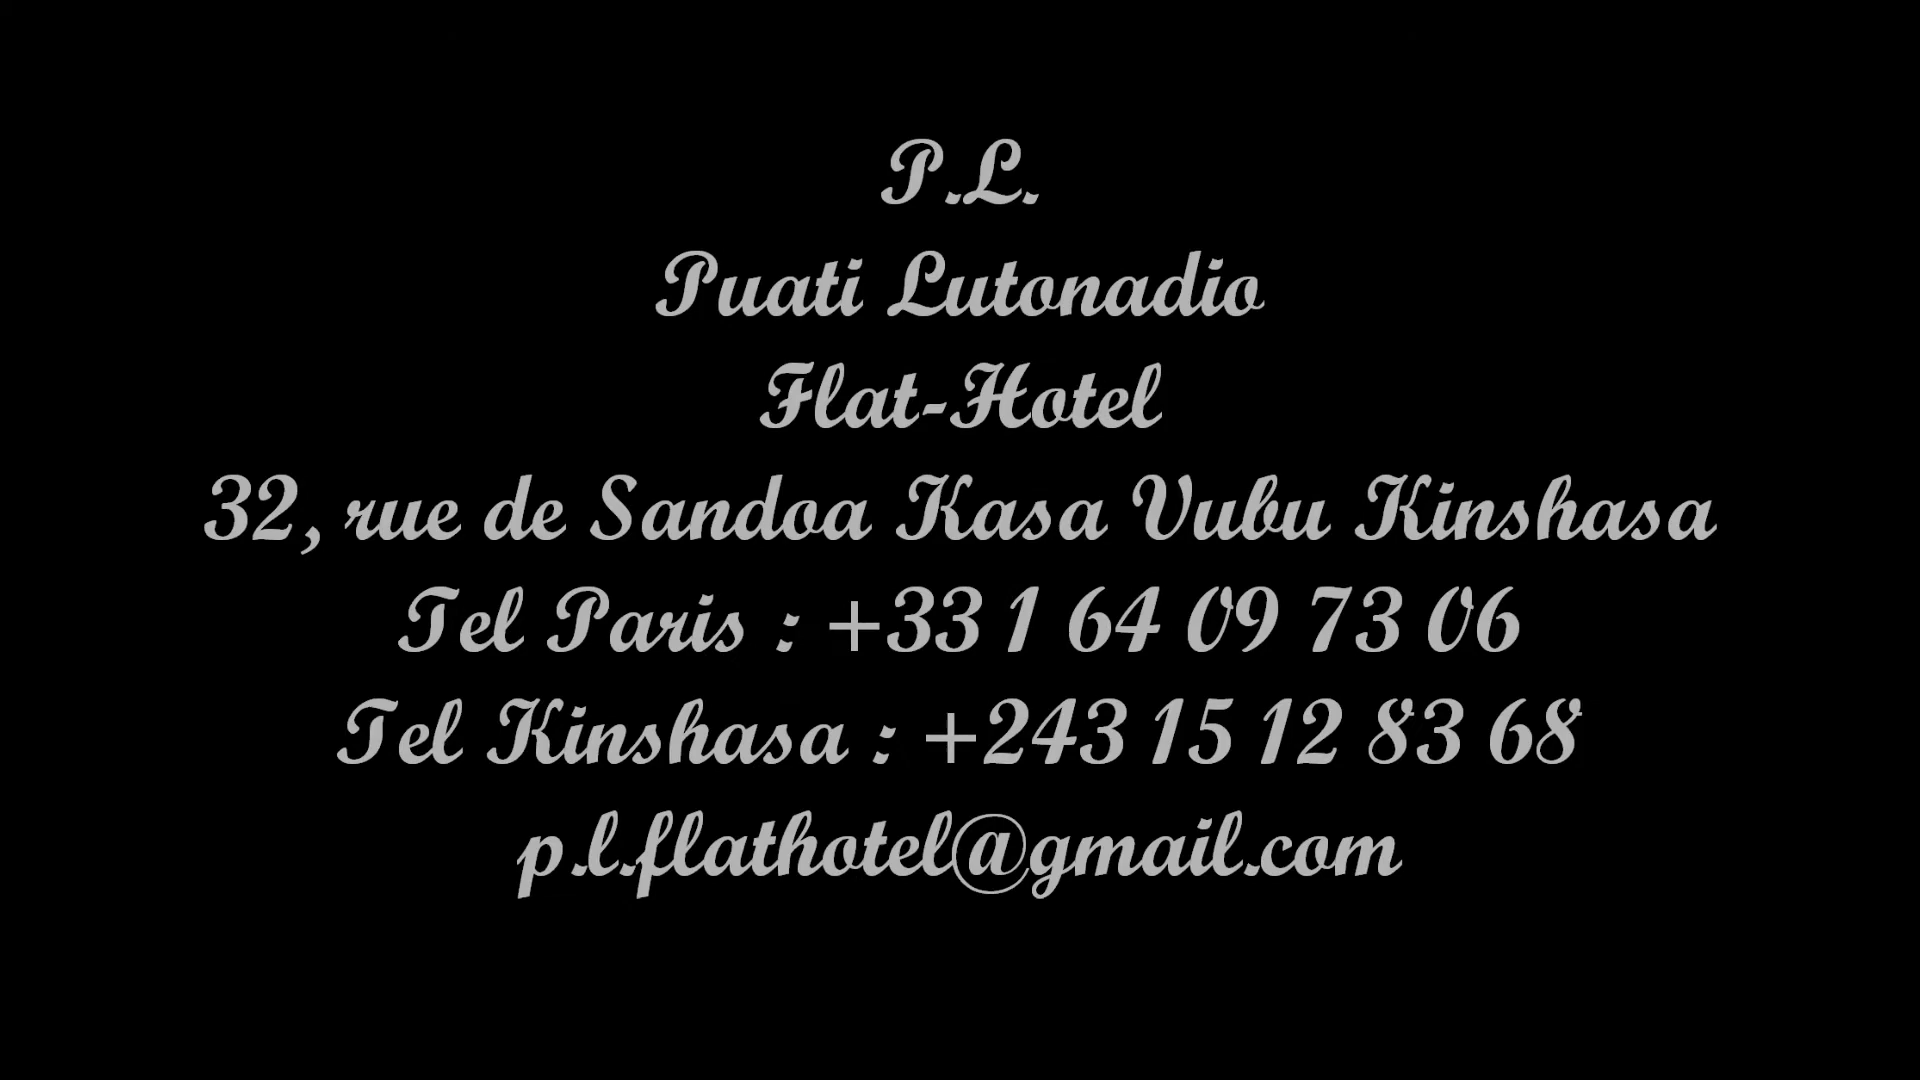 P.L.
Puati Lutonadio
Flat-Hotel
32, rue de Sandoa Kasa Vubu Kinshasa
Tel Paris : +33 1 64 09 73 06
Tel Kinshasa : +243 15 12 83 68
p.l.flathotel@gmail.com